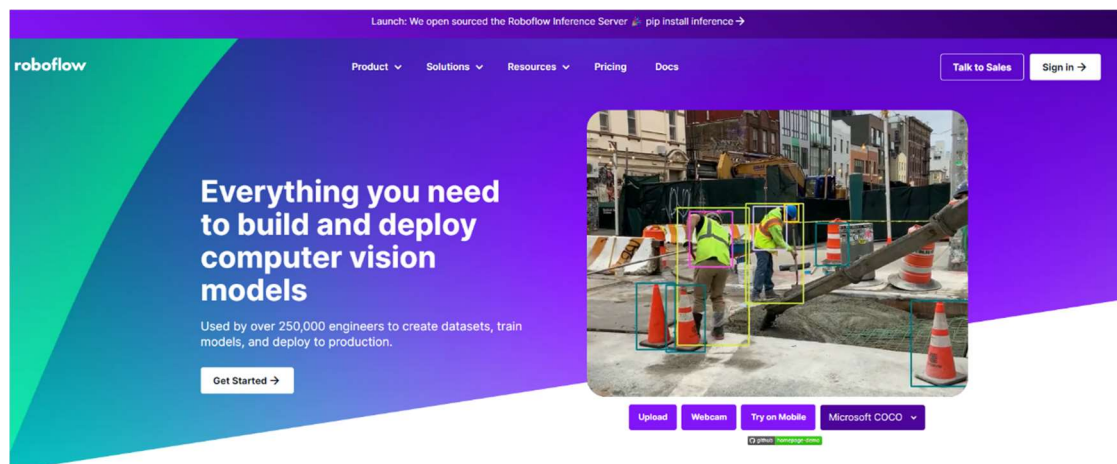 Launch: We open sourced the Roboflow Inference Server 🎉 pip install inference →
roboflow
Product
Solutions
Resources
Pricing
Docs
Talk to Sales
Sign in →
Everything you need
to build and deploy
computer vision
models
Used by over 250,000 engineers to create datasets, train
models, and deploy to production.
Get Started →
Upload
Webcam
Try on Mobile
Microsoft COCO
github homepage-demo